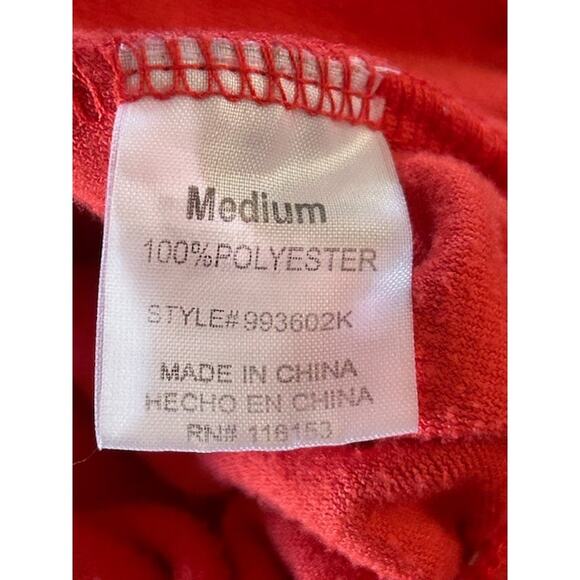 Medium
100%POLYESTER
STYLE# 993602K
MADE IN CHINA
HECHO EN CHINA
RN# 116153